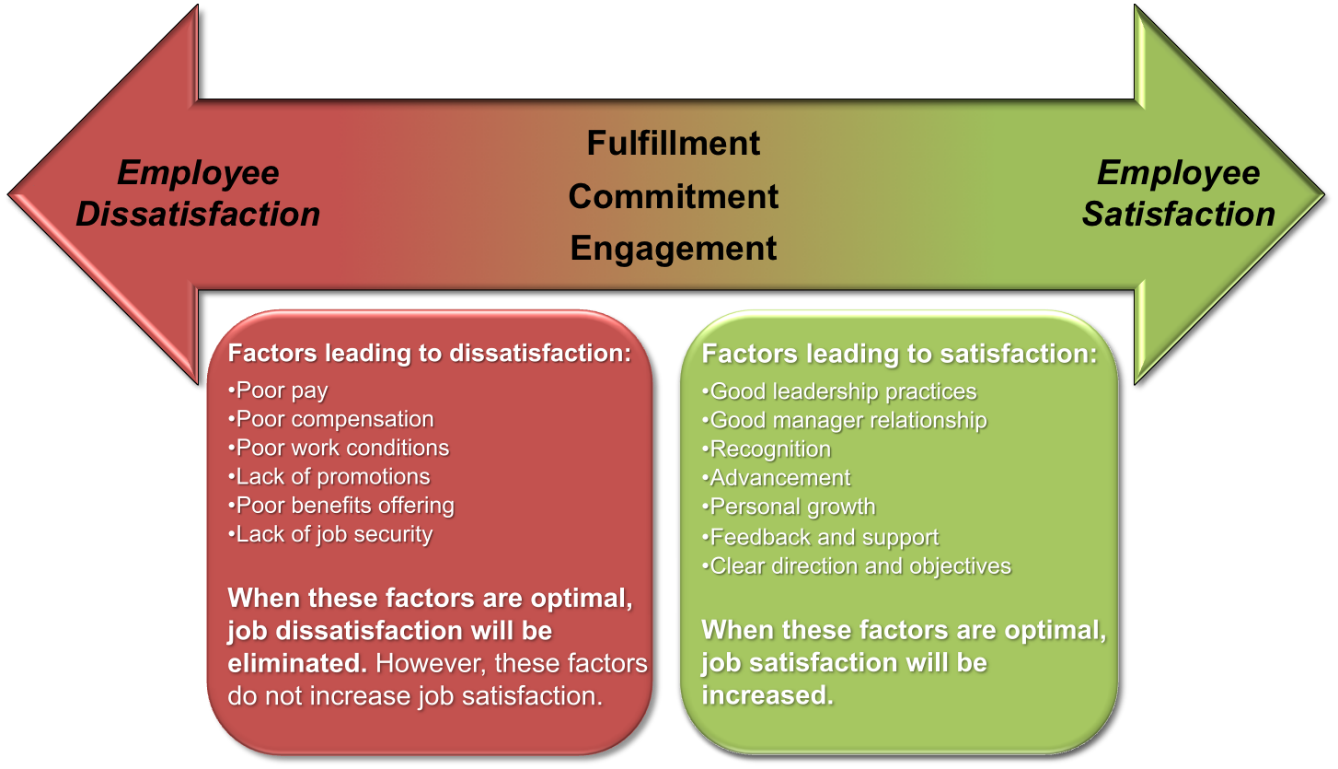 Employee
Dissatisfaction
Fulfillment
Commitment
Engagement
Employee
Satisfaction
Factors leading to dissatisfaction:
•Poor pay
•Poor compensation
•Poor work conditions
•Lack of promotions
•Poor benefits offering
•Lack of job security
When these factors are optimal,
job dissatisfaction will be
eliminated. However, these factors
do not increase job satisfaction.
Factors leading to satisfaction:
•Good leadership practices
•Good manager relationship
•Recognition
•Advancement
•Personal growth
•Feedback and support
•Clear direction and objectives
When these factors are optimal,
job satisfaction will be
increased.